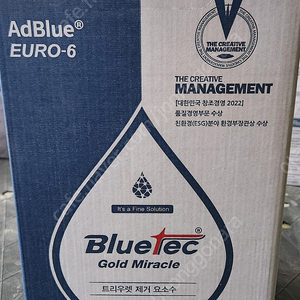 AdBlue®
EURO-6
THE CREATIVE
MANAGEMENT
THE CREATIVE
MANAGEMENT
[대한민국 창조경영 2022]
품질경영부문 수상
친환경(ESG)분야 환경부장관상 수상
It's a Fine Solution
BlueTec
Gold Miracle
트리우렛 제거 요소수